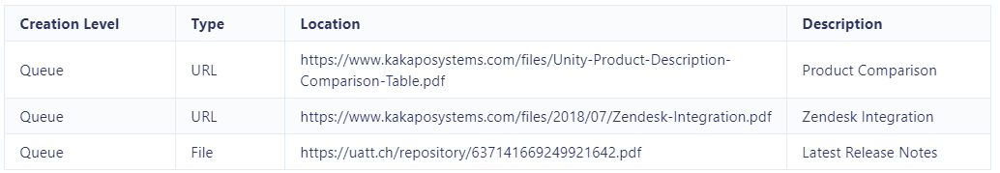 Creation Level Type Location Description
Queue URL https://www.kakaposystems.com/files/Unity-Product-Description-
Comparison-Table.pdf Product Comparison
Queue URL https://www.kakaposystems.com/files/2018/07/Zendesk-Integration.pdf Zendesk Integration
Queue File https://uatt.ch/repository/637141669249921642.pdf Latest Release Notes